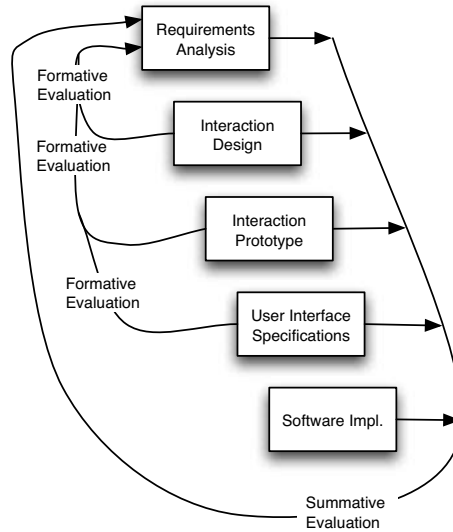 Requirements
Analysis
Formative
Evaluation
Interaction
Design
Formative
Evaluation
Interaction
Prototype
Formative
Evaluation
User Interface
Specifications
Software Impl.
Summative
Evaluation